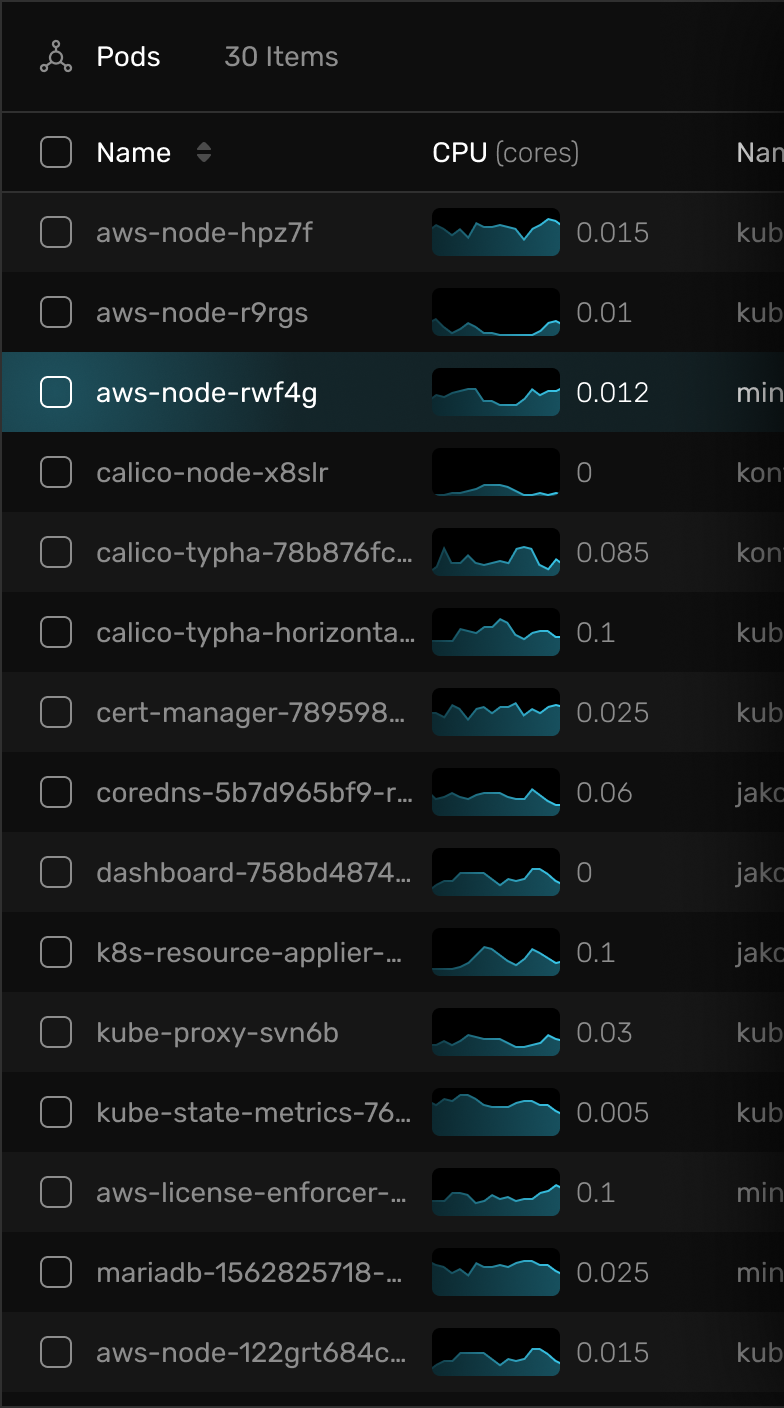 Pods 30 Items
Name CPU (cores) Nam
aws-node-hpz7f 0.015 kub
aws-node-r9rgs 0.01 kub
aws-node-rwf4g 0.012 min
calico-node-x8slr 0 kon
calico-typha-78b876fc... 0.085 kon
calico-typha-horizonta... 0.1 kub
cert-manager-789598... 0.025 kub
coredns-5b7d965bf9-r... 0.06 jako
dashboard-758bd4874... 0 jako
k8s-resource-applier-... 0.1 jako
kube-proxy-svn6b 0.03 kub
kube-state-metrics-76... 0.005 kub
aws-license-enforcer-... 0.1 min
mariadb-1562825718-... 0.025 min
aws-node-122grt684c... 0.015 kub